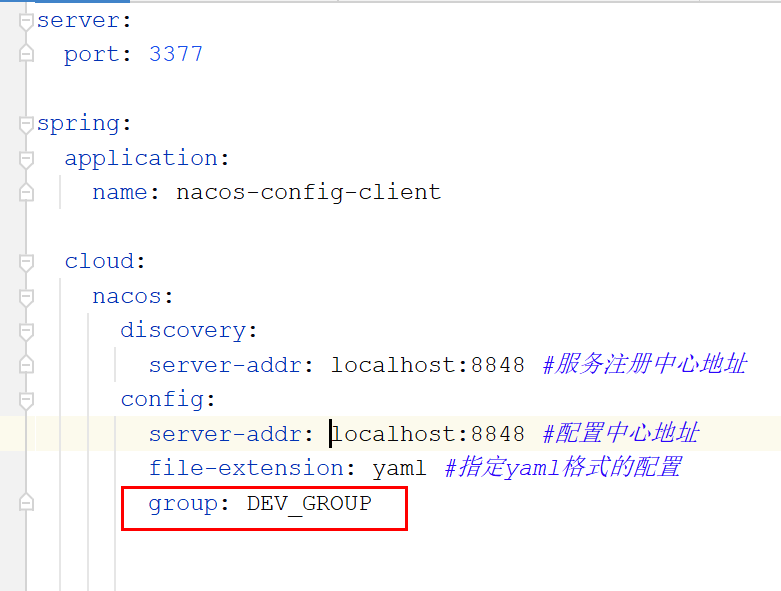 server:
  port: 3377
spring:
  application:
    name: nacos-config-client
  cloud:
    nacos:
      discovery:
        server-addr: localhost:8848 #服务注册中心地址
      config:
        server-addr: localhost:8848 #配置中心地址
        file-extension: yaml #指定yaml格式的配置
        group: DEV_GROUP